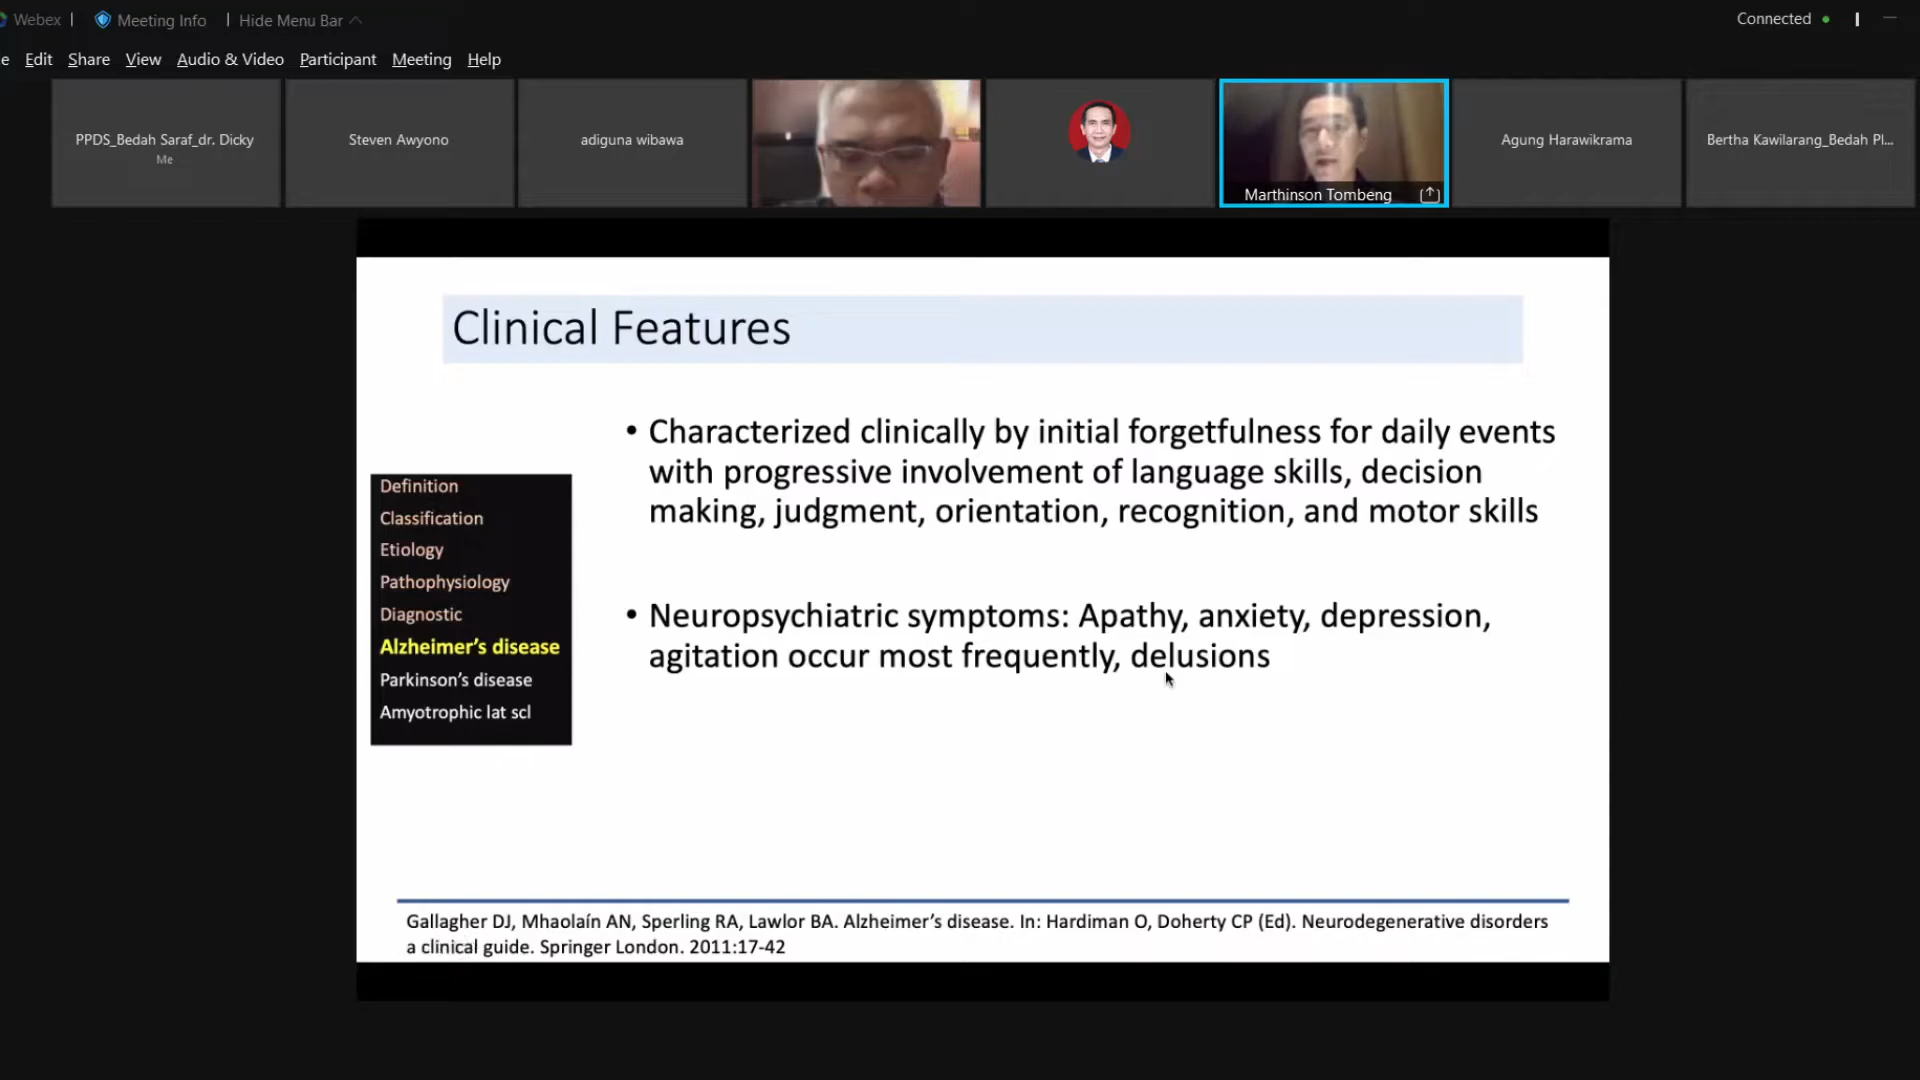 Webex | Meeting Info | Hide Menu Bar
Connected
e Edit Share View Audio & Video Participant Meeting Help
PPDS_Bedah Saraf_dr. Dicky
Me
Steven Awyono
adiguna wibawa
Marthinson Tombeng
Agung Harawikrama
Bertha Kawilarang_Bedah Pl...
Clinical Features
Definition
Classification
Etiology
Pathophysiology
Diagnostic
Alzheimer's disease
Parkinson's disease
Amyotrophic lat scl
• Characterized clinically by initial forgetfulness for daily events
with progressive involvement of language skills, decision
making, judgment, orientation, recognition, and motor skills
• Neuropsychiatric symptoms: Apathy, anxiety, depression,
agitation occur most frequently, delusions
Gallagher DJ, Mhaolaín AN, Sperling RA, Lawlor BA. Alzheimer's disease. In: Hardiman O, Doherty CP (Ed). Neurodegenerative disorders
a clinical guide. Springer London. 2011:17-42